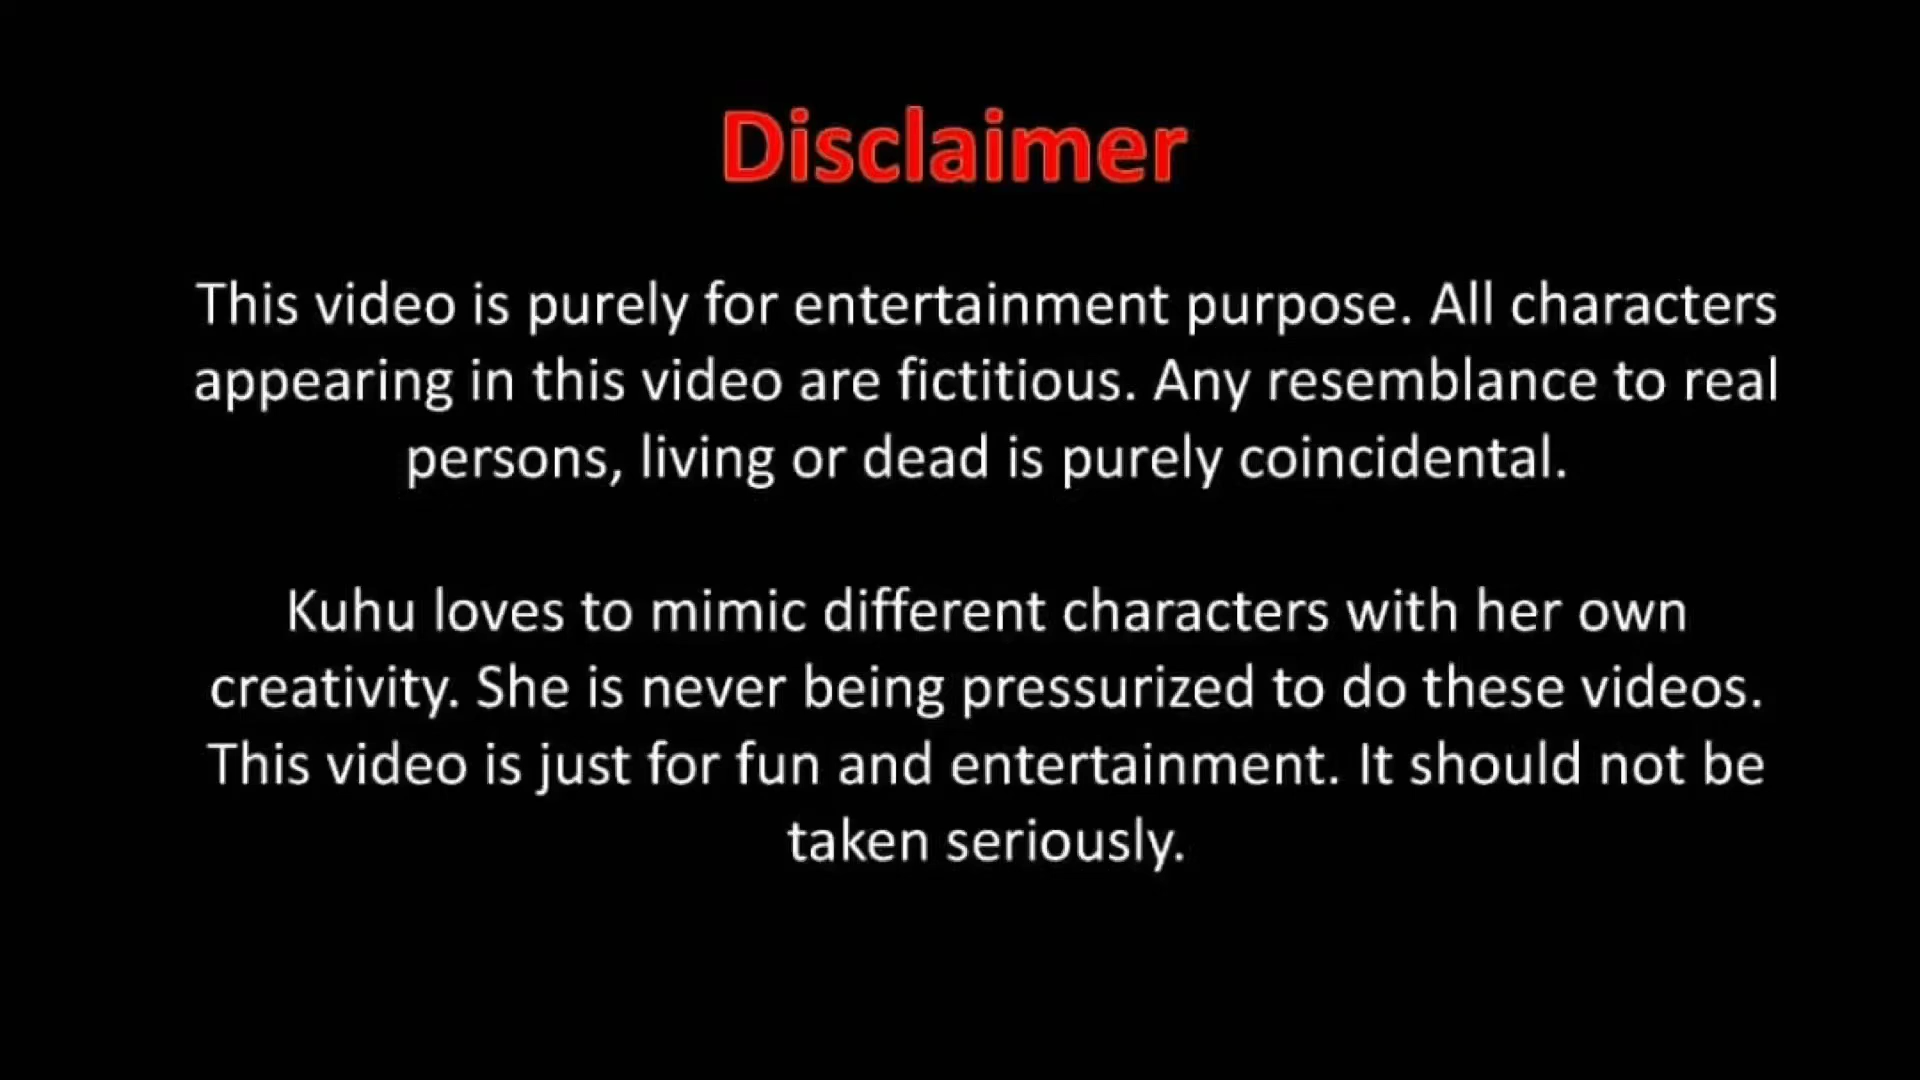 Disclaimer
This video is purely for entertainment purpose. All characters
appearing in this video are fictitious. Any resemblance to real
persons, living or dead is purely coincidental.
Kuhu loves to mimic different characters with her own
creativity. She is never being pressurized to do these videos.
This video is just for fun and entertainment. It should not be
taken seriously.